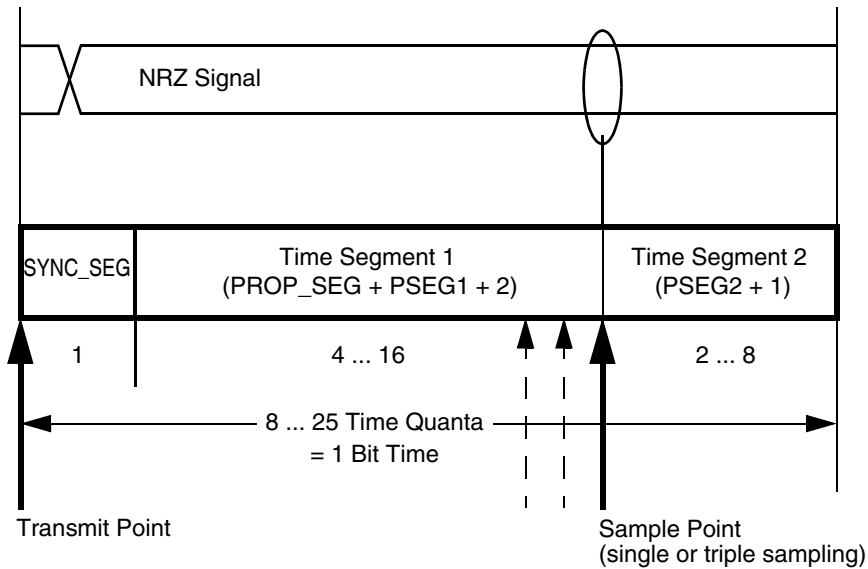 NRZ Signal
SYNC_SEG
Time Segment 1
(PROP_SEG + PSEG1 + 2)
Time Segment 2
(PSEG2 + 1)
1
4 ... 16
2 ... 8
8 ... 25 Time Quanta
= 1 Bit Time
Transmit Point
Sample Point
(single or triple sampling)